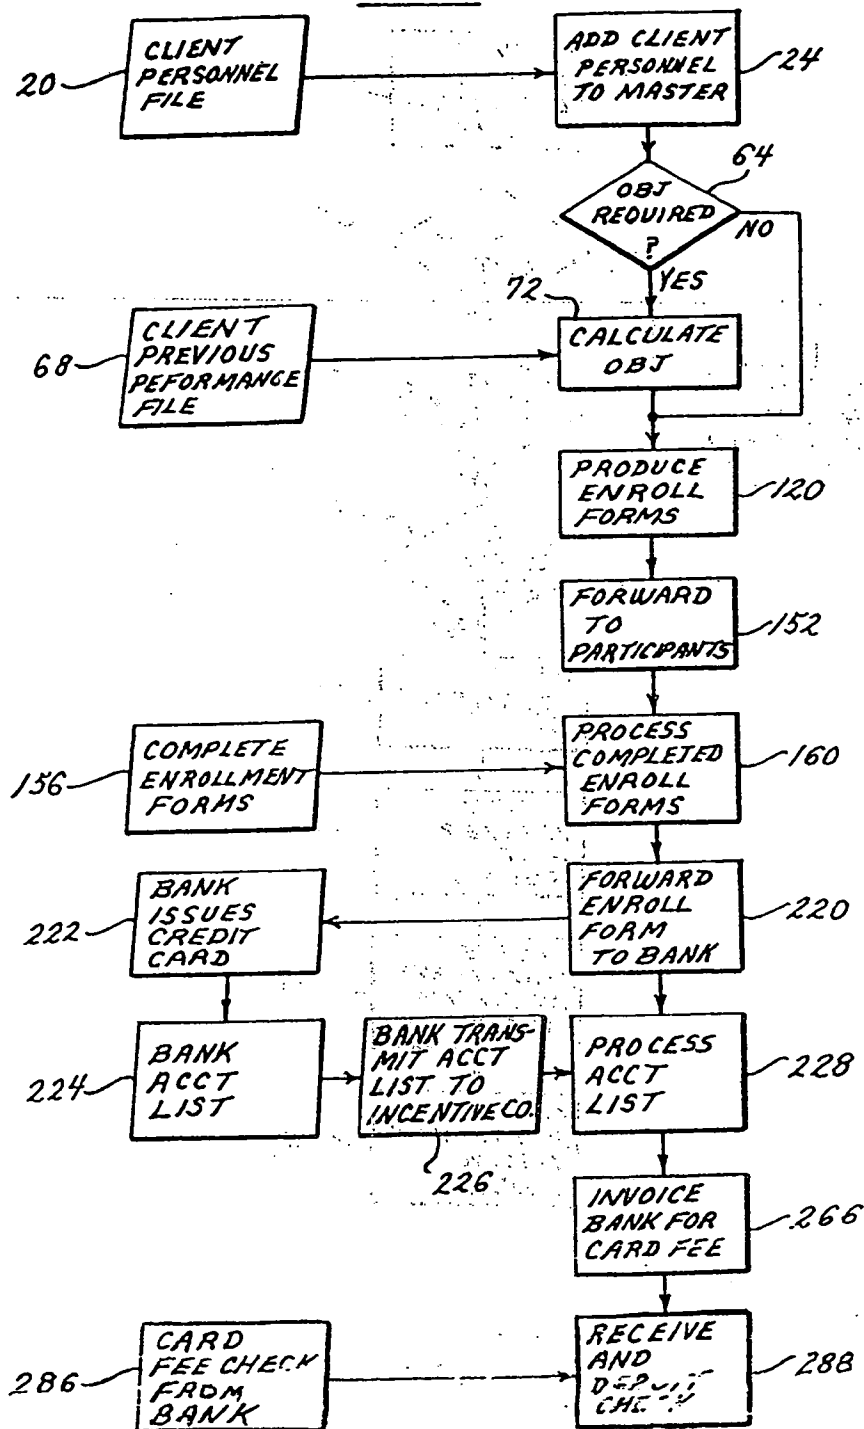 20
CLIENT
PERSONNEL
FILE
ADD CLIENT
PERSONNEL
TO MASTER
24
OBJ
REQUIRED
?
64
NO
YES
72
68
CLIENT
PREVIOUS
PEFORMANCE
FILE
CALCULATE
OBJ
PRODUCE
ENROLL
FORMS
120
FORWARD
TO
PARTICIPANTS
152
156
COMPLETE
ENROLLMENT
FORMS
PROCESS
COMPLETED
ENROLL
FORMS
160
222
BANK
ISSUES
CREDIT
CARD
FORWARD
ENROLL
FORM
TO BANK
220
224
BANK
ACCT
LIST
BANK TRANS-
MIT ACCT
LIST TO
INCENTIVE CO.
226
PROCESS
ACCT
LIST
228
INVOICE
BANK FOR
CARD FEE
266
286
CARD
FEE CHECK
FROM
BANK
RECEIVE
AND
DEPOSIT
CHECK
288